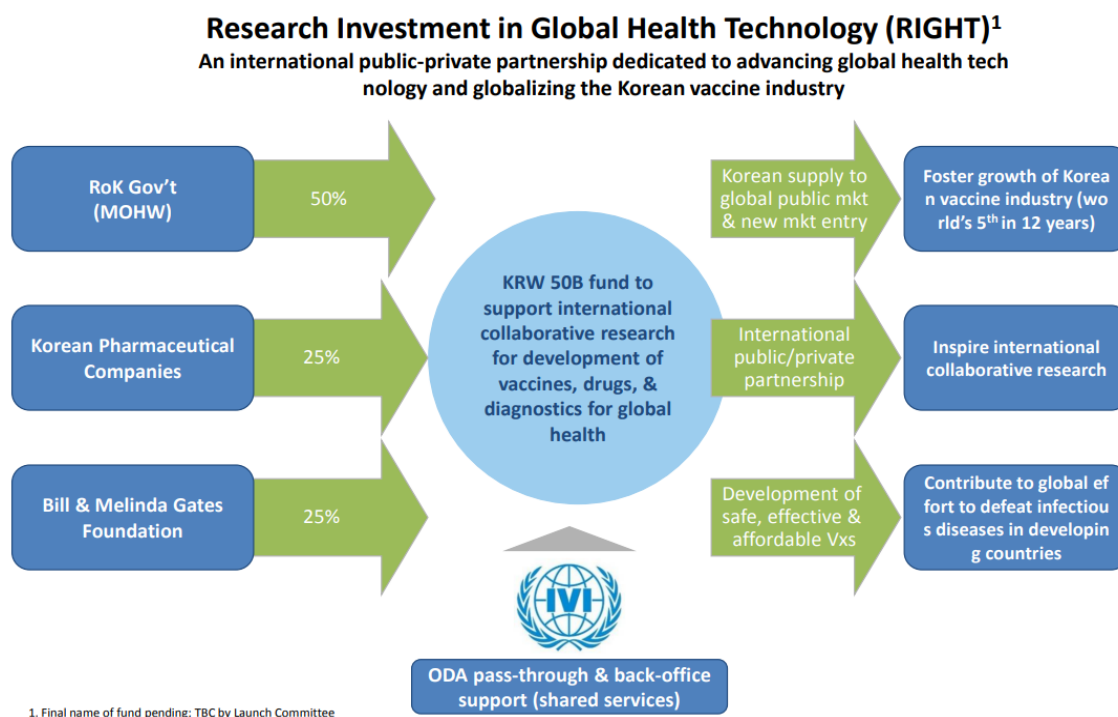 Research Investment in Global Health Technology (RIGHT)1
An international public-private partnership dedicated to advancing global health tech
nology and globalizing the Korean vaccine industry
RoK Gov't
(MOHW)
50%
Korean supply to
global public mkt
& new mkt entry
Foster growth of Korea
n vaccine industry (wo
rld's 5th in 12 years)
KRW 50B fund to
support international
collaborative research
for development of
vaccines, drugs, &
diagnostics for global
health
Korean Pharmaceutical
Companies
25%
International
public/private
partnership
Inspire international
collaborative research
Bill & Melinda Gates
Foundation
25%
Development of
safe, effective &
affordable Vxs
Contribute to global ef
fort to defeat infectiou
s diseases in developin
g countries
IVI
ODA pass-through & back-office
support (shared services)
1. Final name of fund pending: TBC by Launch Committee